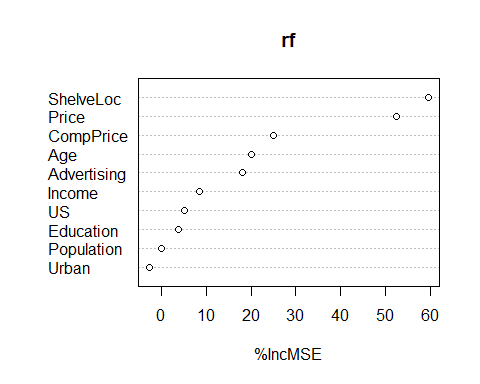 rf
ShelveLoc
Price
CompPrice
Age
Advertising
Income
US
Education
Population
Urban
0 10 20 30 40 50 60
%IncMSE